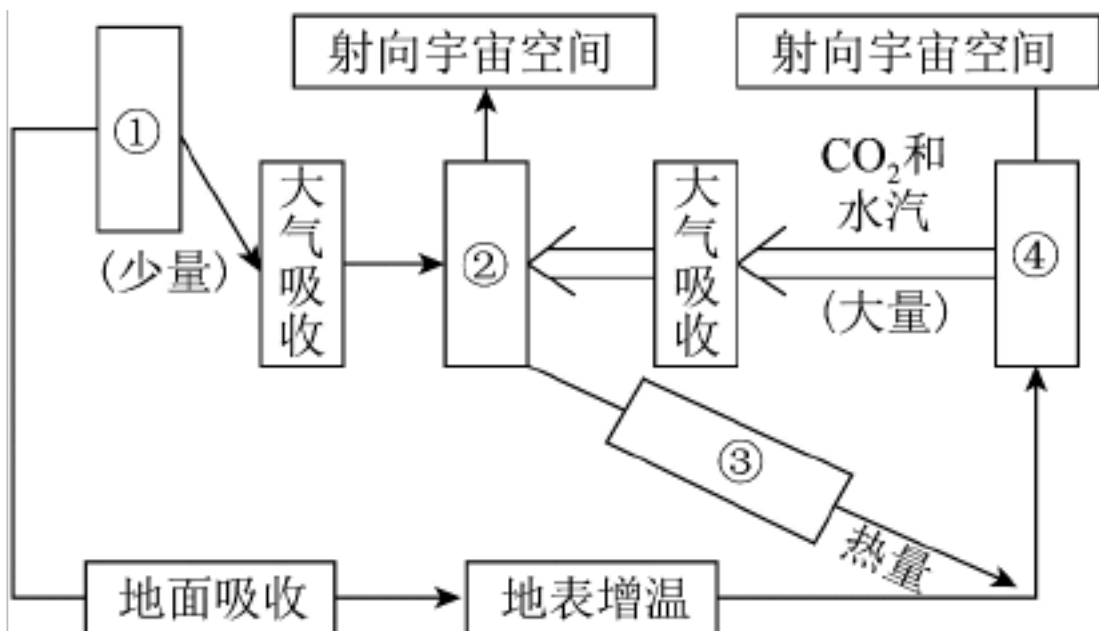 射向宇宙空间
射向宇宙空间
①
(少量)
大气吸收
②
大气吸收
CO₂和
水汽
(大量)
④
③
热量
地面吸收
地表增温